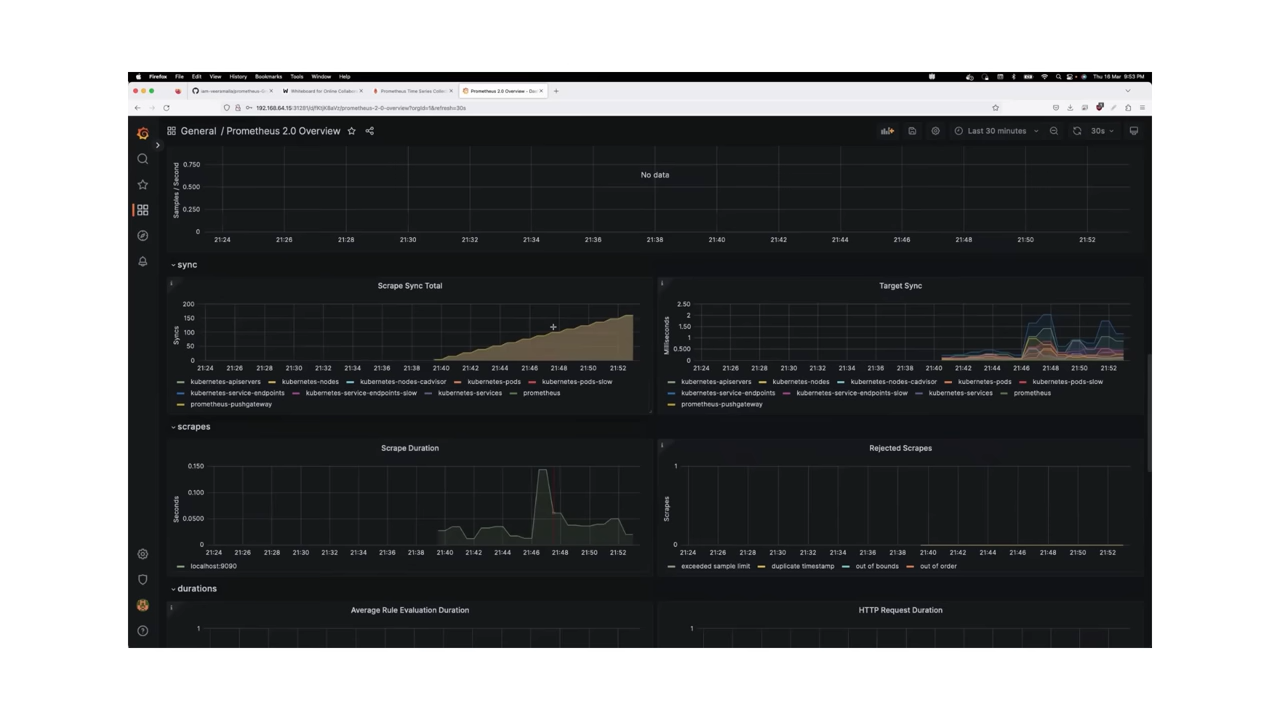 Firefox File Edit View History Bookmarks Tools Window Help Thu 16 Mar 9:53 PM
Whiteboard for Online Collabo Prometheus Time Series Collec Prometheus 2.0 Overview - Das
General / Prometheus 2.0 Overview Last 30 minutes 30s
Samples / Second
0.750
0.500
0.250
0
No data
21:24 21:26 21:28 21:30 21:32 21:34 21:36 21:38 21:40 21:42 21:44 21:46 21:48 21:50 21:52
sync
Scrape Sync Total
Syncs
200
150
100
50
0
21:24 21:26 21:28 21:30 21:32 21:34 21:36 21:38 21:40 21:42 21:44 21:46 21:48 21:50 21:52
kubernetes-apiservers kubernetes-nodes kubernetes-nodes-cadvisor kubernetes-pods kubernetes-pods-slow
kubernetes-service-endpoints kubernetes-service-endpoints-slow kubernetes-services prometheus
prometheus-pushgateway
Target Sync
Milliseconds
2.50
2
1.50
1
0.500
0
21:24 21:26 21:28 21:30 21:32 21:34 21:36 21:38 21:40 21:42 21:44 21:46 21:48 21:50 21:52
kubernetes-apiservers kubernetes-nodes kubernetes-nodes-cadvisor kubernetes-pods kubernetes-pods-slow
kubernetes-service-endpoints kubernetes-service-endpoints-slow kubernetes-services prometheus
prometheus-pushgateway
scrapes
Scrape Duration
Seconds
0.150
0.100
0.0500
0
21:24 21:26 21:28 21:30 21:32 21:34 21:36 21:38 21:40 21:42 21:44 21:46 21:48 21:50 21:52
localhost:9090
Rejected Scrapes
Scrapes
1
0
21:24 21:26 21:28 21:30 21:32 21:34 21:36 21:38 21:40 21:42 21:44 21:46 21:48 21:50 21:52
exceeded sample limit duplicate timestamp out of bounds out of order
durations
Average Rule Evaluation Duration
1
HTTP Request Duration
1